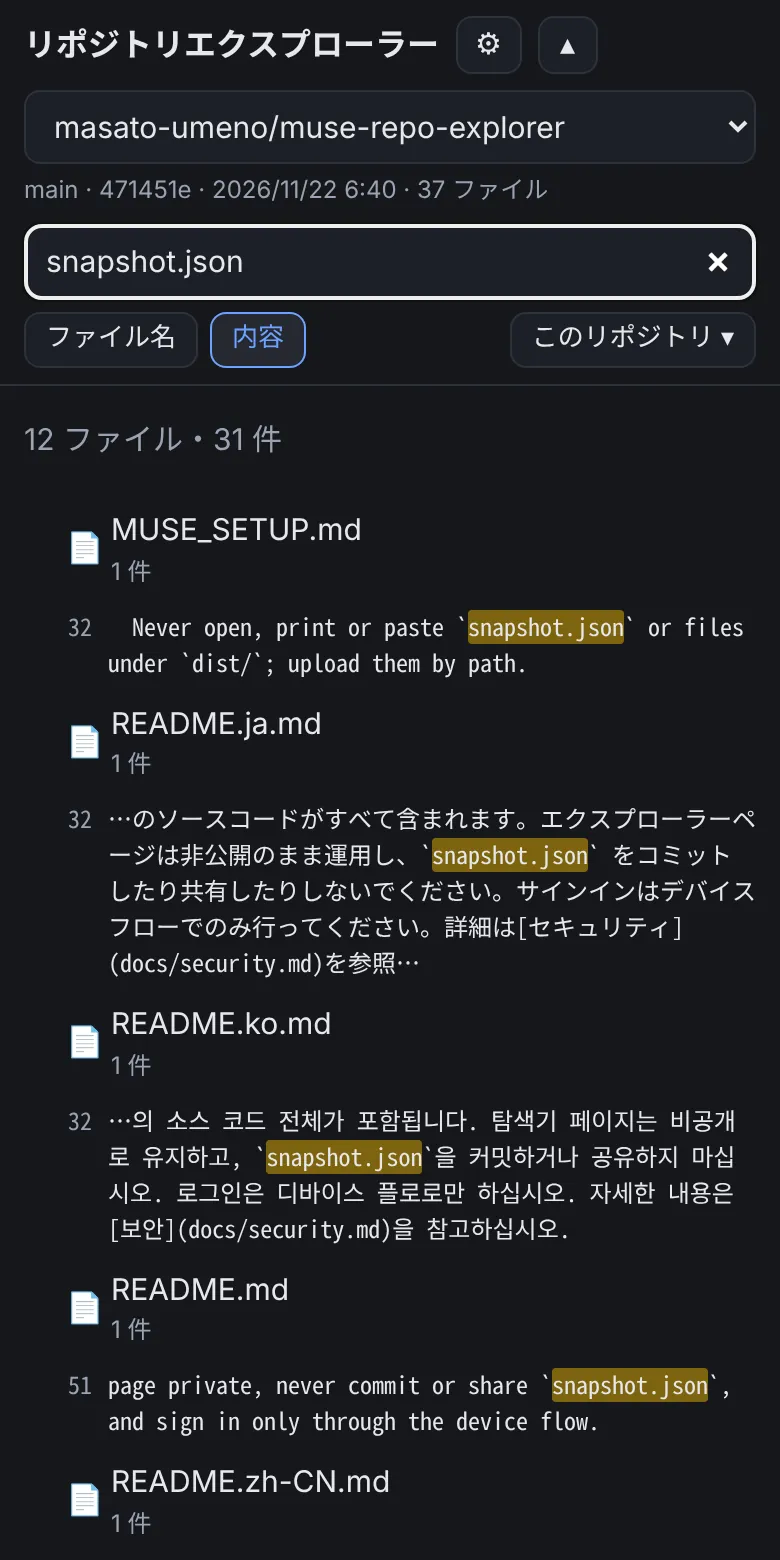 リポジトリエクスプローラー ⚙ ▲
masato-umeno/muse-repo-explorer
main · 471451e · 2026/11/22 6:40 · 37 ファイル
snapshot.json ×
ファイル名 内容 このリポジトリ ▾
12 ファイル・31 件
MUSE_SETUP.md
1 件
32 Never open, print or paste `snapshot.json` or files
under `dist/`; upload them by path.
README.ja.md
1 件
32 …のソースコードがすべて含まれます。エクスプローラーペ
ージは非公開のまま運用し、`snapshot.json` をコミット
したり共有したりしないでください。サインインはデバイス
フローでのみ行ってください。詳細は[セキュリティ]
(docs/security.md)を参照…
README.ko.md
1 件
32 …의 소스 코드 전체가 포함됩니다. 탐색기 페이지는 비공개
로 유지하고, `snapshot.json`을 커밋하거나 공유하지 마십
시오. 로그인은 디바이스 플로로만 하십시오. 자세한 내용은
[보안](docs/security.md)을 참고하십시오.
README.md
1 件
51 page private, never commit or share `snapshot.json`,
and sign in only through the device flow.
README.zh-CN.md
1 件